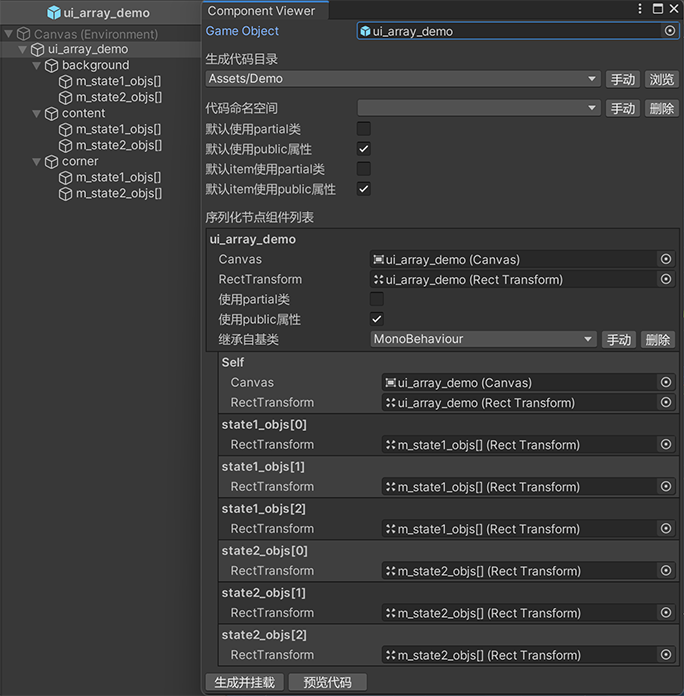 ui_array_demo
Canvas (Environment)
ui_array_demo
background
m_state1_objs[]
m_state2_objs[]
content
m_state1_objs[]
m_state2_objs[]
corner
m_state1_objs[]
m_state2_objs[]
Component Viewer
Game Object ui_array_demo
生成代码目录
Assets/Demo 手动 浏览
代码命名空间 手动 删除
默认使用partial类
默认使用public属性
默认item使用partial类
默认item使用public属性
序列化节点组件列表
ui_array_demo
Canvas ui_array_demo (Canvas)
RectTransform ui_array_demo (Rect Transform)
使用partial类
使用public属性
继承自基类 MonoBehaviour 手动 删除
Self
Canvas ui_array_demo (Canvas)
RectTransform ui_array_demo (Rect Transform)
state1_objs[0]
RectTransform m_state1_objs[] (Rect Transform)
state1_objs[1]
RectTransform m_state1_objs[] (Rect Transform)
state1_objs[2]
RectTransform m_state1_objs[] (Rect Transform)
state2_objs[0]
RectTransform m_state2_objs[] (Rect Transform)
state2_objs[1]
RectTransform m_state2_objs[] (Rect Transform)
state2_objs[2]
RectTransform m_state2_objs[] (Rect Transform)
生成并挂载 预览代码